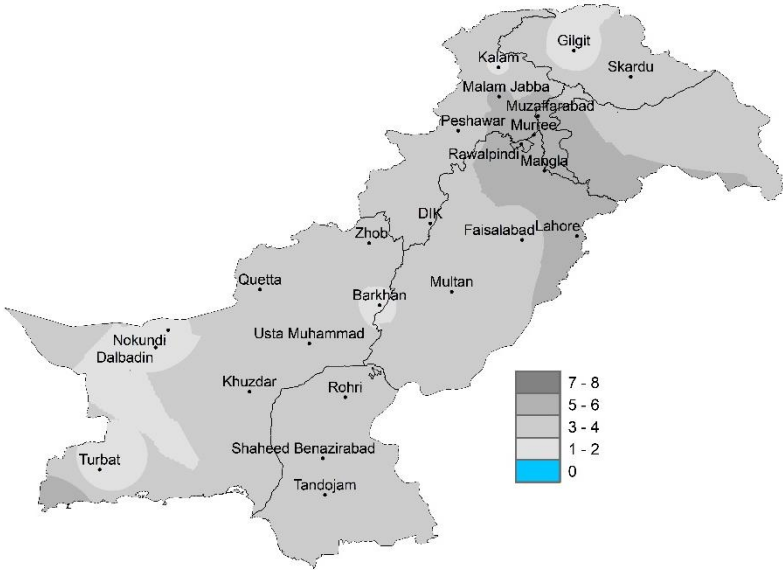 Gilgit
Kalam
Skardu
Malam Jabba
Muzaffarabad
Peshawar
Murree
Rawalpindi
Mangla
DIK
Zhob
Faisalabad
Lahore
Quetta
Barkhan
Multan
Nokundi
Usta Muhammad
Dalbadin
Khuzdar
Rohri
7 - 8
5 - 6
3 - 4
1 - 2
0
Turbat
Shaheed Benazirabad
Tandojam